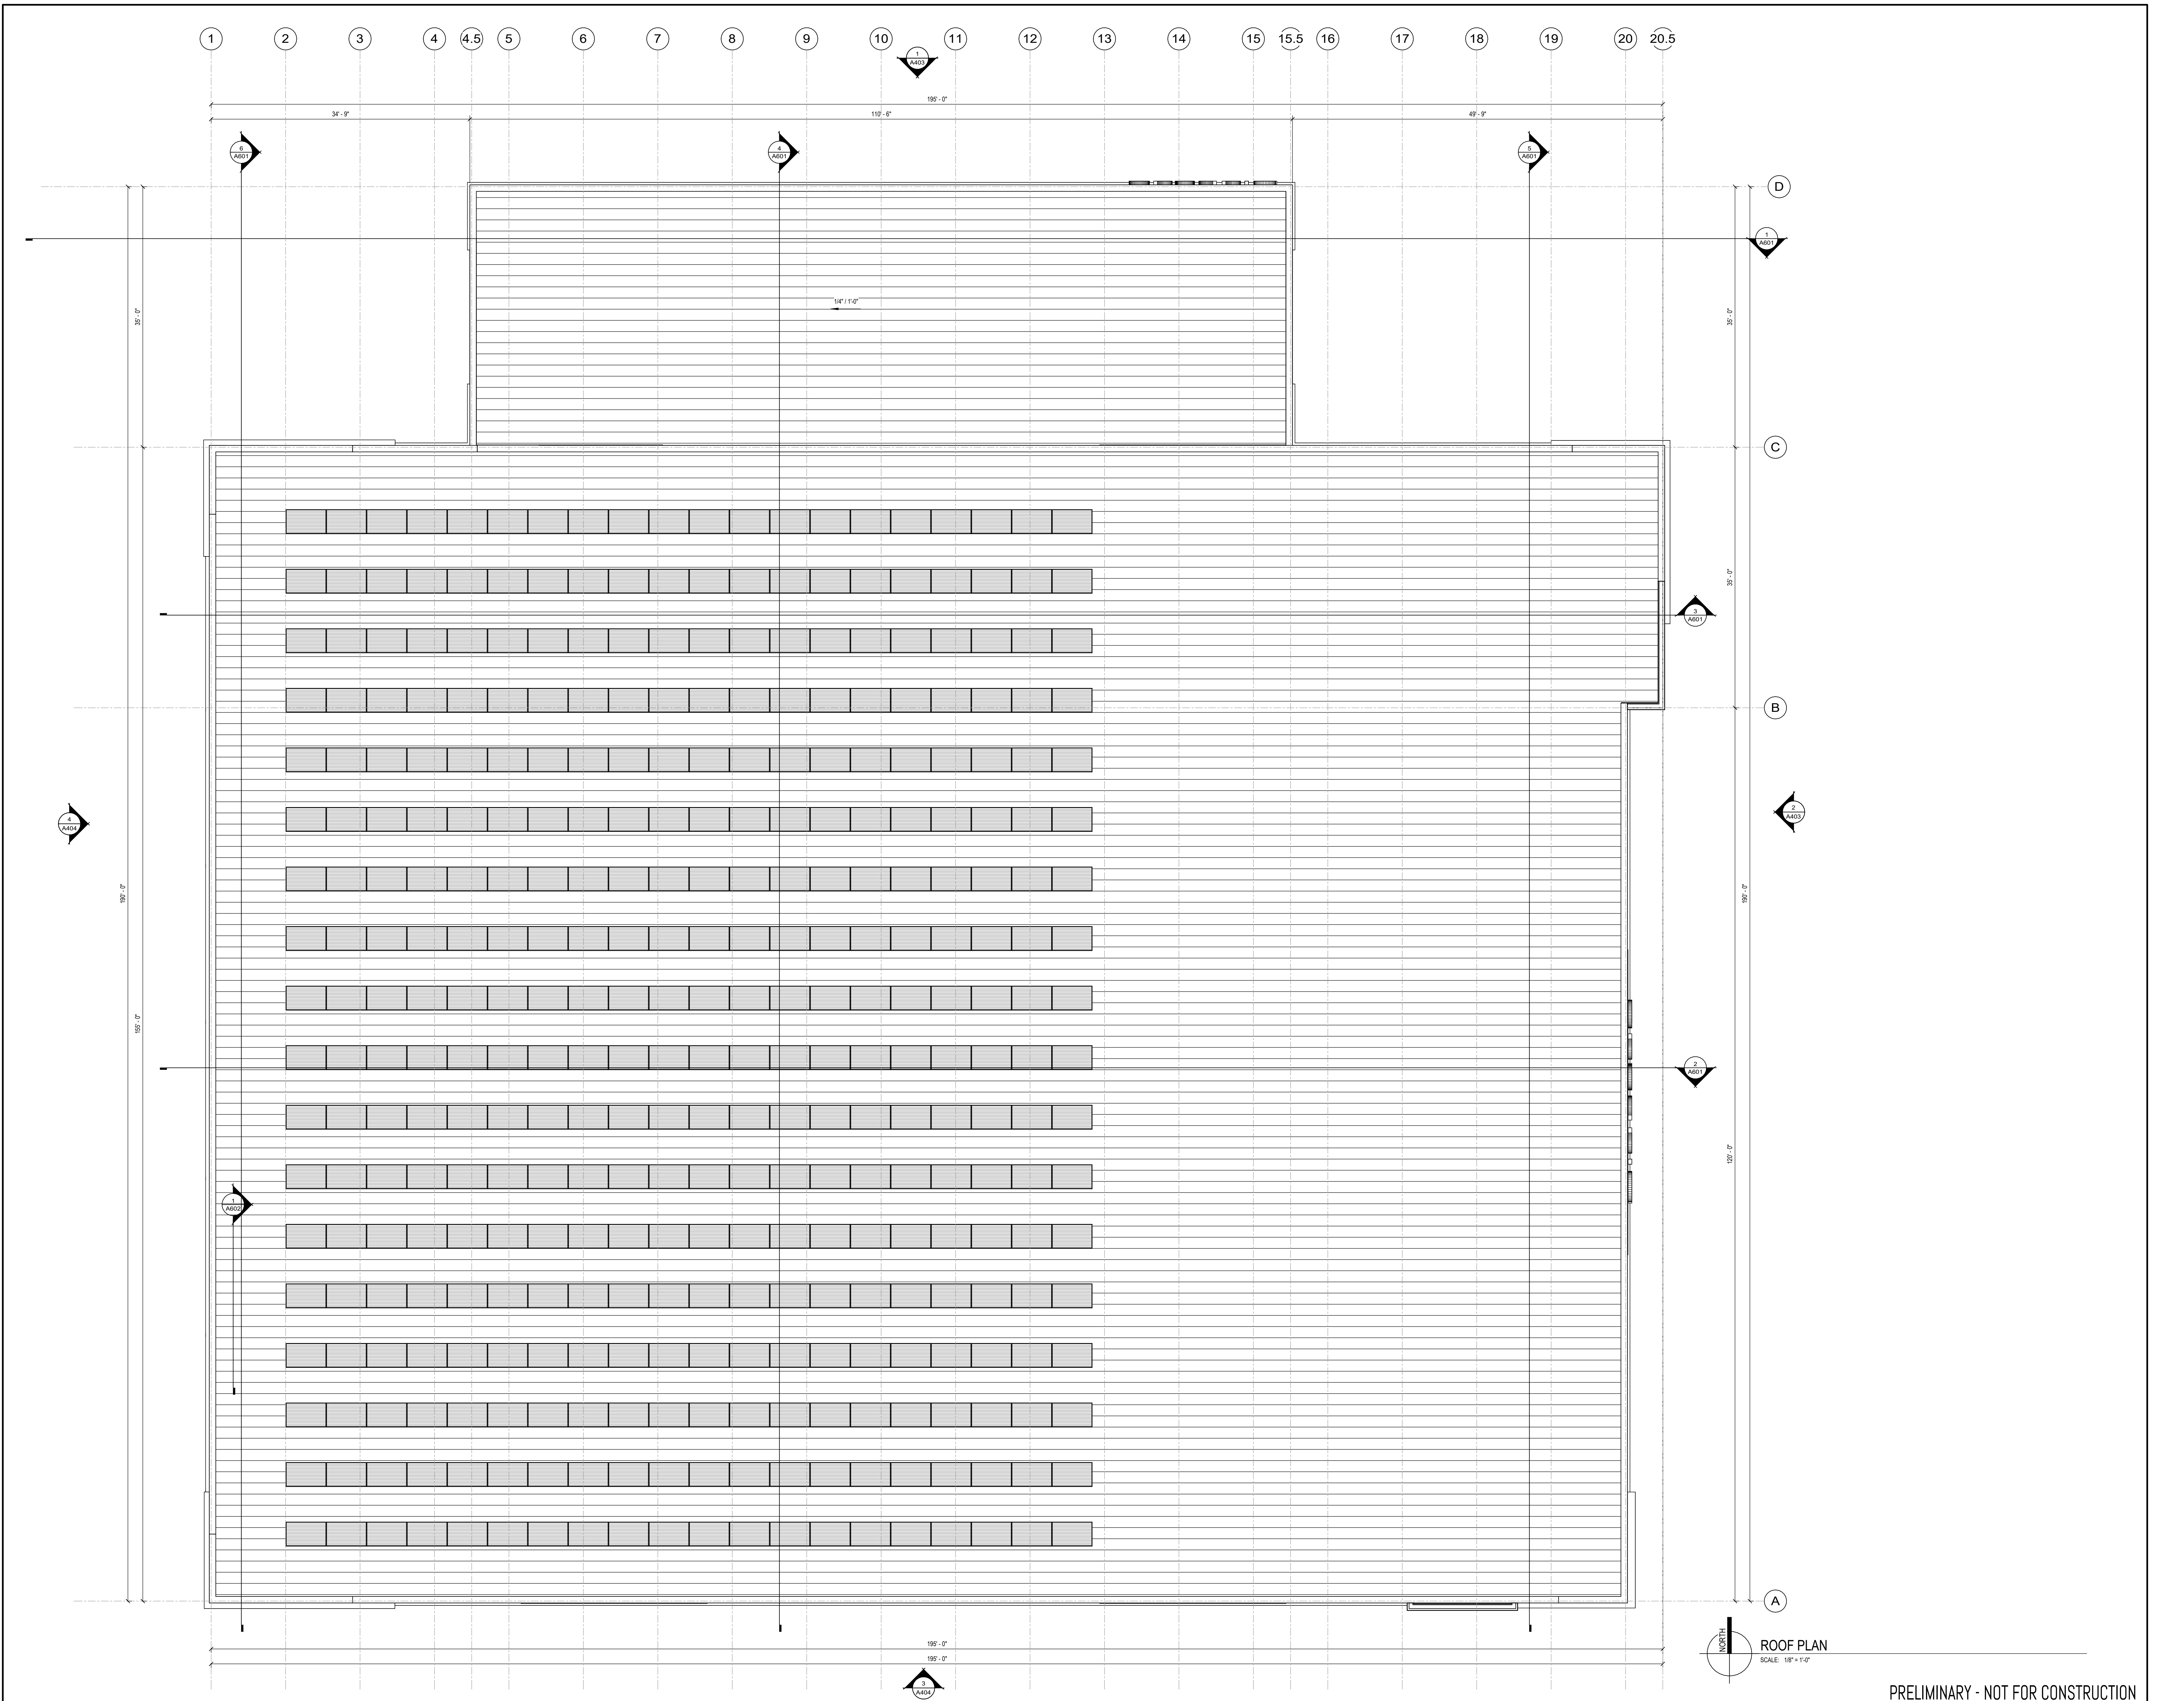 1 2 3 4 4.5 5 6 7 8 9 10 11 12 13 14 15 15.5 16 17 18 19 20 20.5
1
A403
195' - 0"
34' - 9" 110' - 6" 49' - 9"
6
A601
4
A601
5
A601
D
1
A601
1/4" / 1'-0"
35' - 0"
35' - 0"
C
35' - 0"
3
A601
B
4
A404
2
A403
190' - 0"
190' - 0"
155' - 0"
2
A601
120' - 0"
1
A602
A
195' - 0"
195' - 0"
3
A404
NORTH
ROOF PLAN
SCALE: 1/8" = 1'-0"
PRELIMINARY - NOT FOR CONSTRUCTION